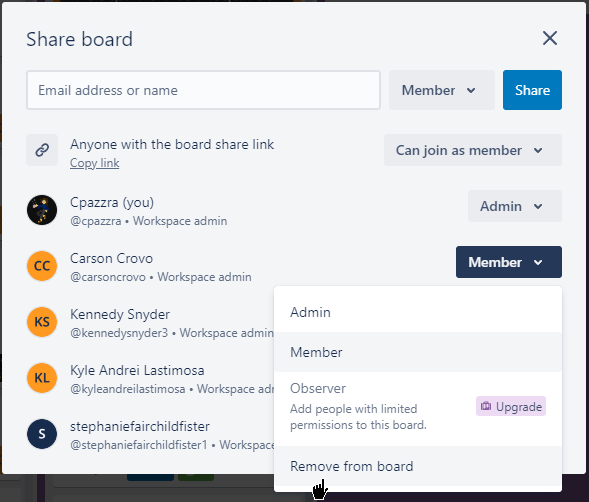 Share board
Email address or name
Member
Share
Anyone with the board share link
Can join as member
Copy link
Cpazzra (you)
Admin
@cpazzra • Workspace admin
CC
Carson Crovo
Member
@carsoncrovo • Workspace admin
KS
Kennedy Snyder
@kennedysnyder3 • Workspace admin
KL
Kyle Andrei Lastimosa
@kyleandreilastimosa • Workspace adm
S
stephaniefairchildfister
@stephaniefairchildfister1 • Workspace
Admin
Member
Observer
Add people with limited
permissions to this board.
Upgrade
Remove from board